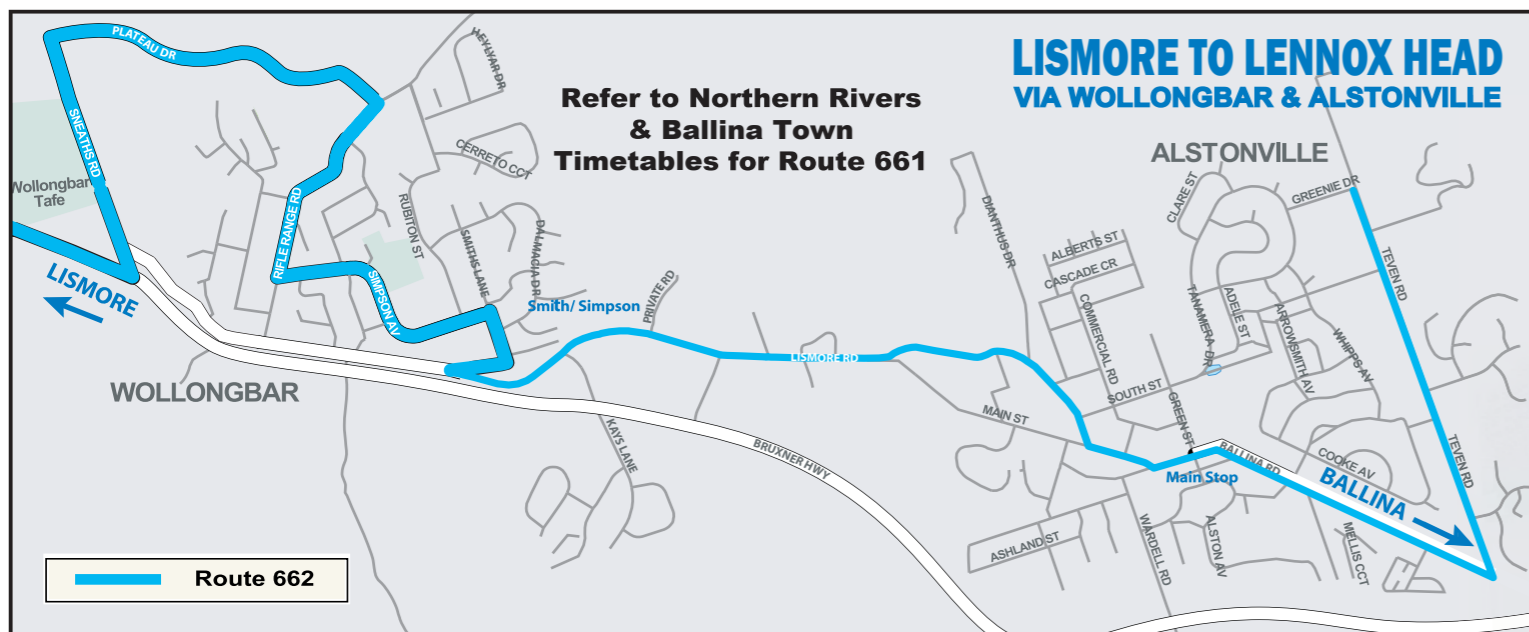 LISMORE TO LENNOX HEAD
VIA WOLLONGBAR & ALSTONVILLE
Refer to Northern Rivers
& Ballina Town
Timetables for Route 661
PLATEAU DR
SNEATHS RD
Wollongbar
Tafe
LISMORE
RIFLE RANGE RD
SIMPSON AV
RUBITON ST
SMITHS LANE
DALMACIA DR
CERRETO CCT
Smith/ Simpson
PRIVATE RD
LISMORE RD
WOLLONGBAR
KAYS LANE
BRUXNER HWY
ALSTONVILLE
DIANTHUS DR
ALBERTS ST
CASCADE CR
COMMERCIAL RD
CLARE ST
GREENIE DR
TEVEN RD
TANAMERA DR
ADELE ST
ARROWSMITH AV
WHIPPS AV
SOUTH ST
MAIN ST
GREEN ST
BALLINA RD
Main Stop
COOKE AV
BALLINA
TEVEN RD
ASHLAND ST
WARDELL RD
ALSTON AV
MELLIS CCT
Route 662